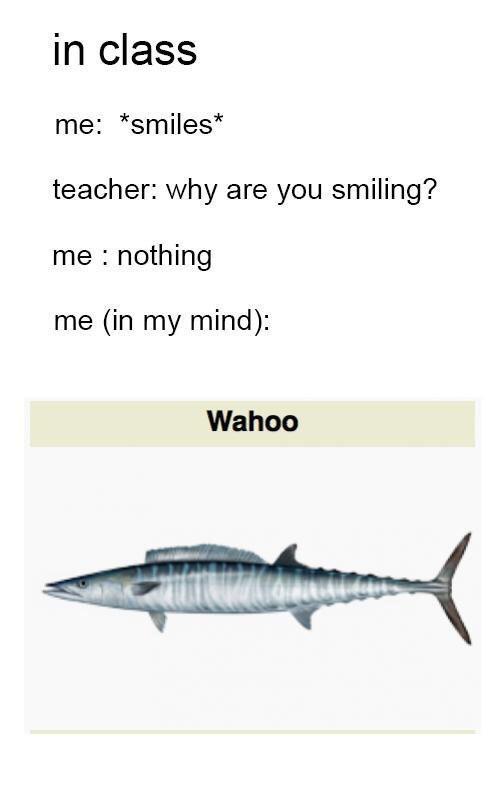 in class
me:  *smiles*
teacher: why are you smiling?
me : nothing
me (in my mind):
Wahoo